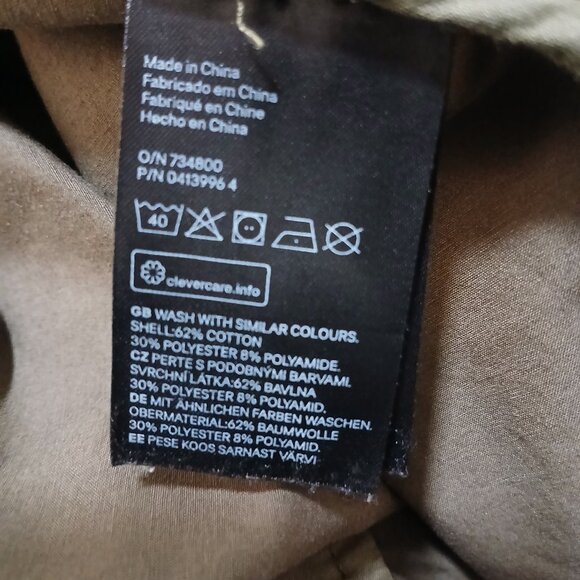 Made in China
Fabricado em China
Fabriqué en Chine
Hecho en China
O/N 734800
P/N 0413996 4
40
clevercare.info
GB WASH WITH SIMILAR COLOURS.
SHELL:62% COTTON
30% POLYESTER 8% POLYAMIDE.
CZ PERTE S PODOBNÝMI BARVAMI.
SVRCHNÍ LÁTKA:62% BAVLNA
30% POLYESTER 8% POLYAMID.
DE MIT ÄHNLICHEN FARBEN WASCHEN.
OBERMATERIAL:62% BAUMWOLLE
30% POLYESTER 8% POLYAMID.
EE PESE KOOS SARNAST VÄRVI